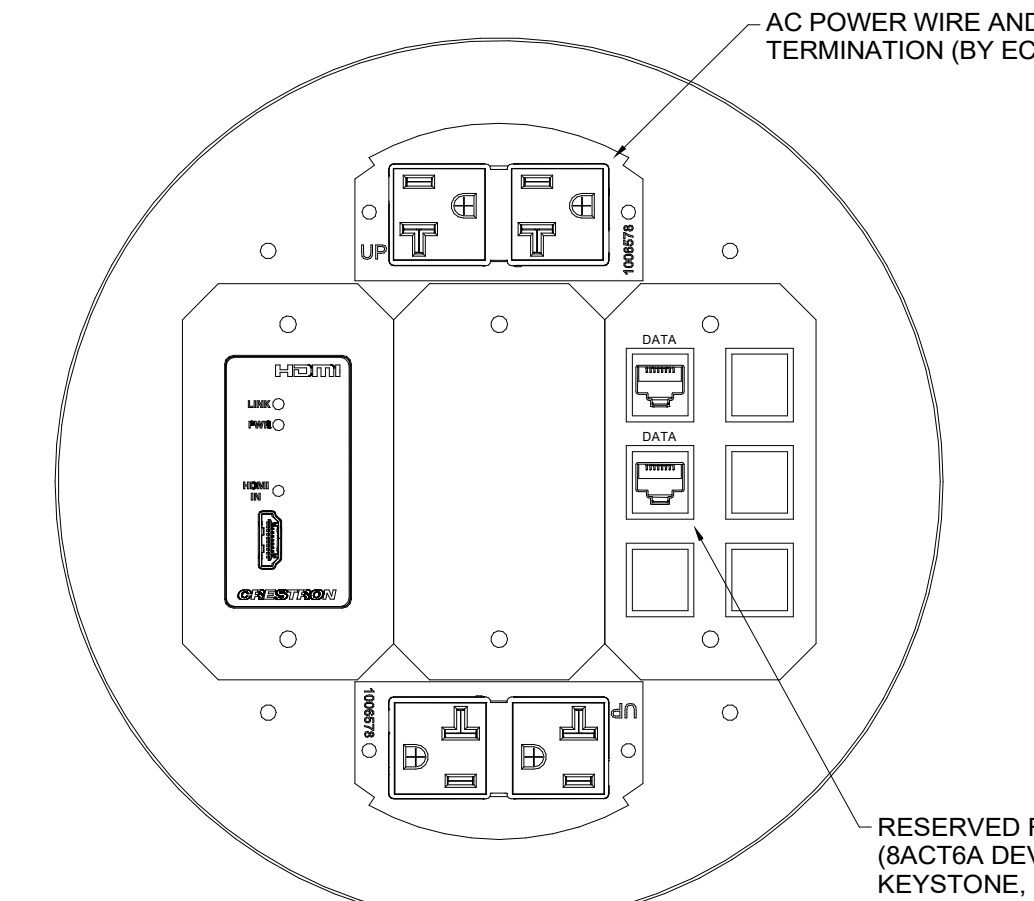 AC POWER WIRE AND
TERMINATION (BY EC
UP
1006578
HDMI
LINK
PWR
HDMI
IN
CRESTRON
DATA
DATA
1006578
UP
RESERVED F
(8ACT6A DEV
KEYSTONE,